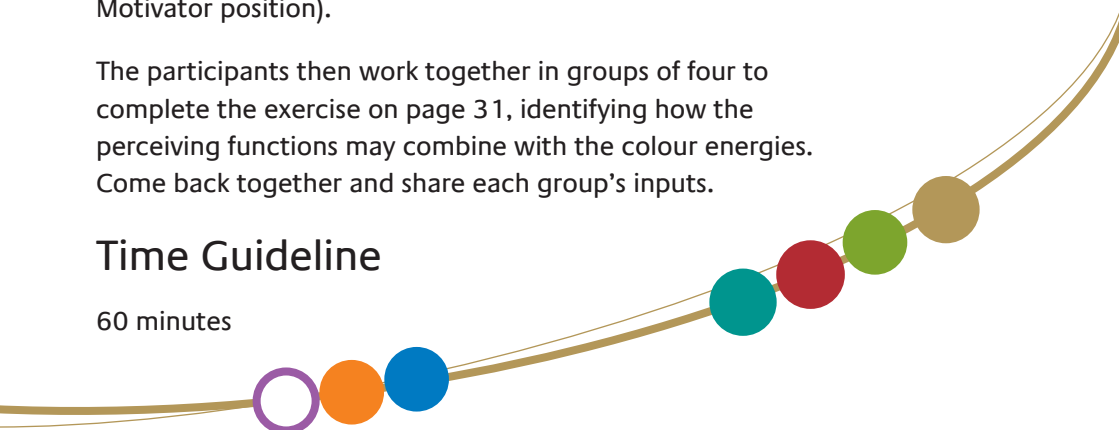 Motivator position).
The participants then work together in groups of four to
complete the exercise on page 31, identifying how the
perceiving functions may combine with the colour energies.
Come back together and share each group’s inputs.
Time Guideline
60 minutes